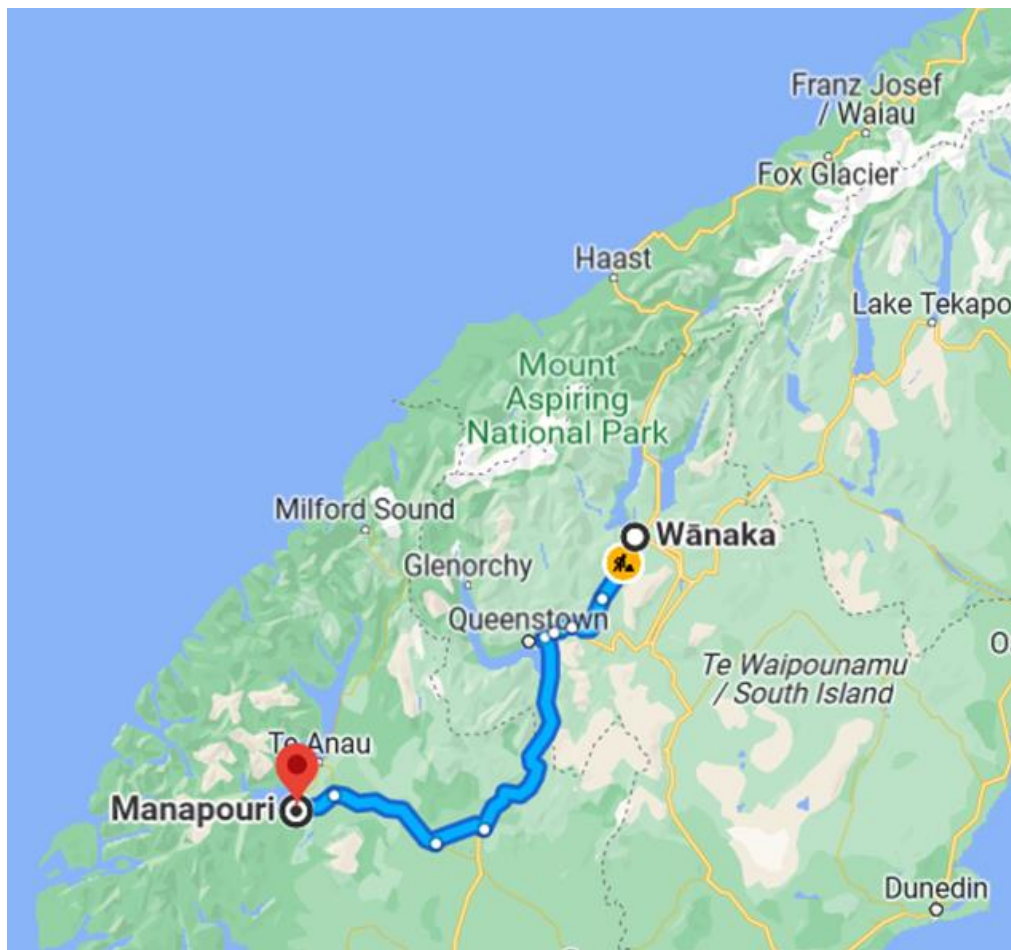 Franz Josef
/ Waiau
Fox Glacier
Haast
Lake Tekapo
Mount
Aspiring
National Park
Milford Sound
Wānaka
Glenorchy
Queenstown
O
Te Waipounamu
/ South Island
Te Anau
Manapouri
Dunedin